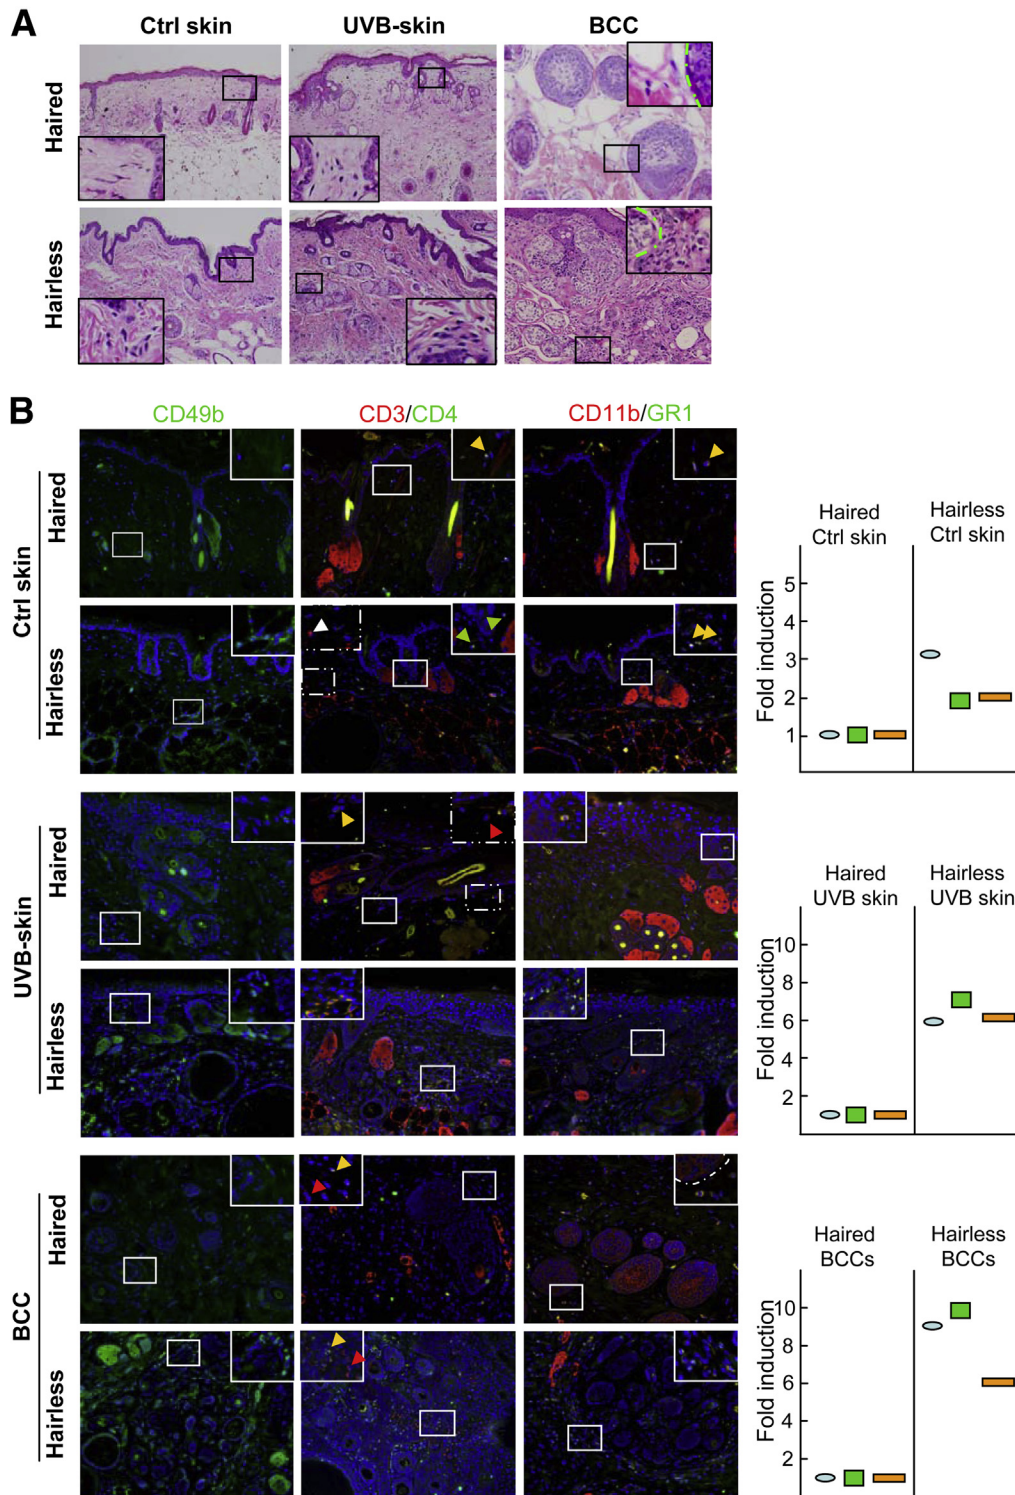 A
Ctrl skin UVB-skin BCC
Haired
Hairless
B
CD49b CD3/CD4 CD11b/GR1
Ctrl skin
Haired
Hairless
Haired Ctrl skin
Hairless Ctrl skin
Fold induction
5
4
3
2
1
UVB-skin
Haired
Hairless
Haired UVB skin
Hairless UVB skin
Fold induction
10
8
6
4
2
BCC
Haired
Hairless
Haired BCCs
Hairless BCCs
Fold induction
10
8
6
4
2